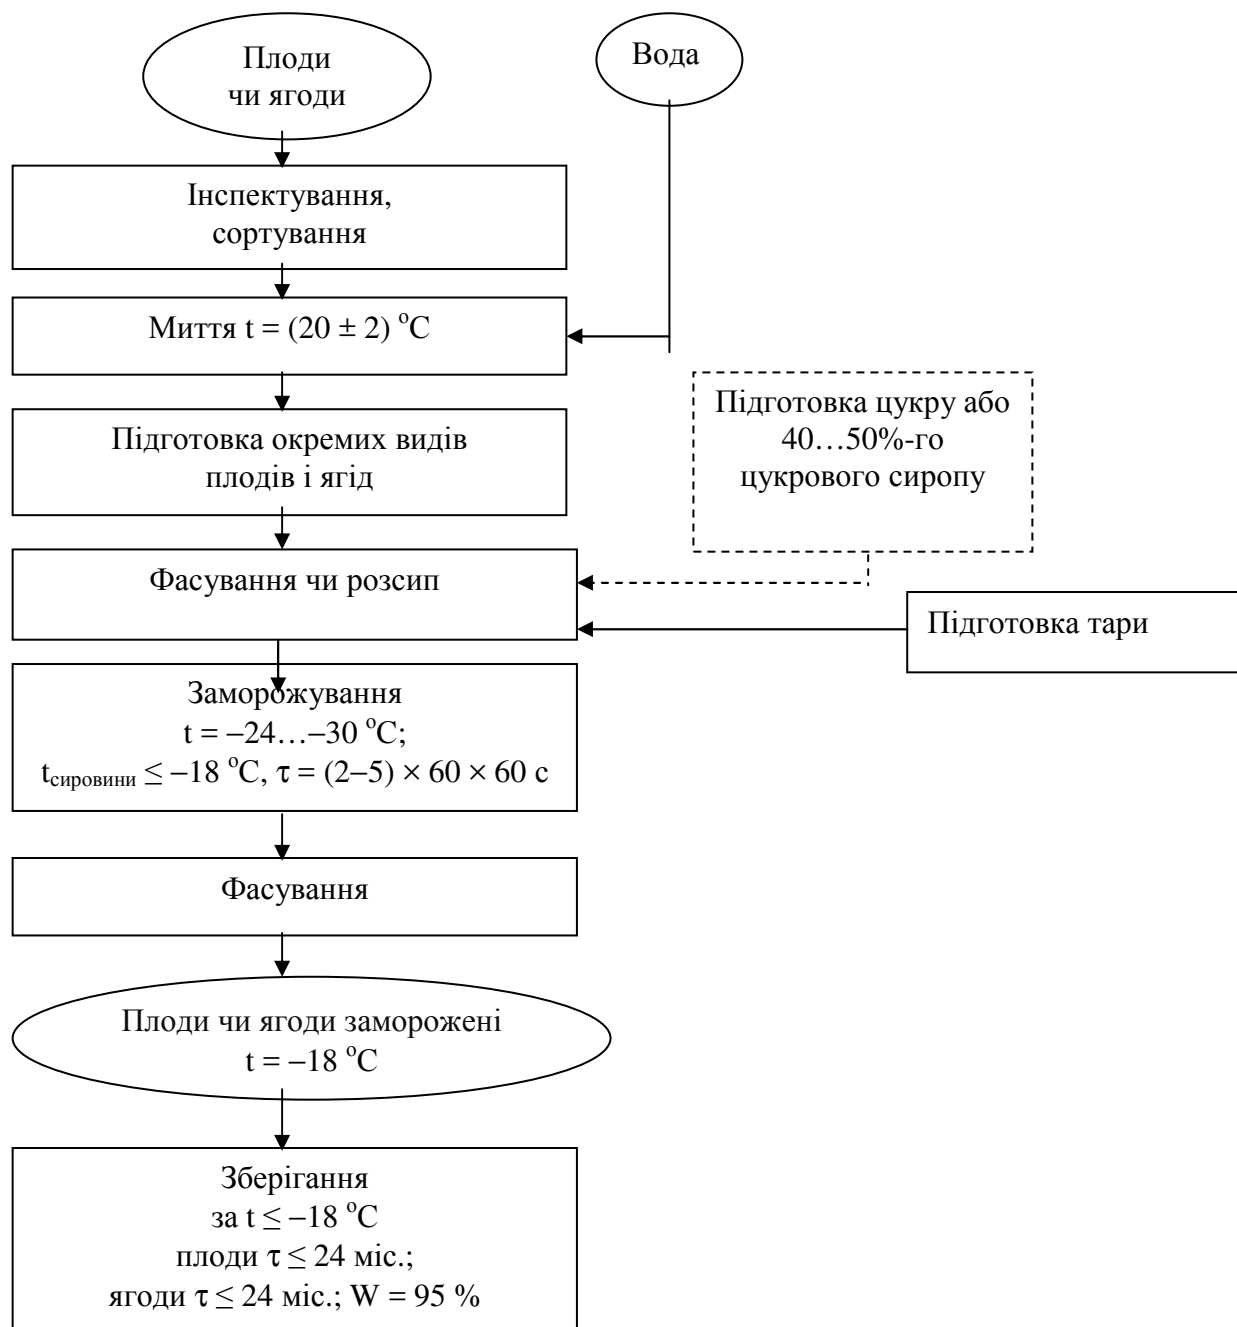 Плоди
чи ягоди
Вода
Інспектування,
сортування
Миття t = (20 ± 2) °С
Підготовка цукру або
40…50%-го
цукрового сиропу
Підготовка окремих видів
плодів і ягід
Фасування чи розсип
Підготовка тари
Заморожування
t = –24…–30 °С;
tсировини ≤ –18 °С, τ = (2–5) × 60 × 60 с
Фасування
Плоди чи ягоди заморожені
t = –18 °С
Зберігання
за t ≤ –18 °С
плоди τ ≤ 24 міс.;
ягоди τ ≤ 24 міс.; W = 95 %